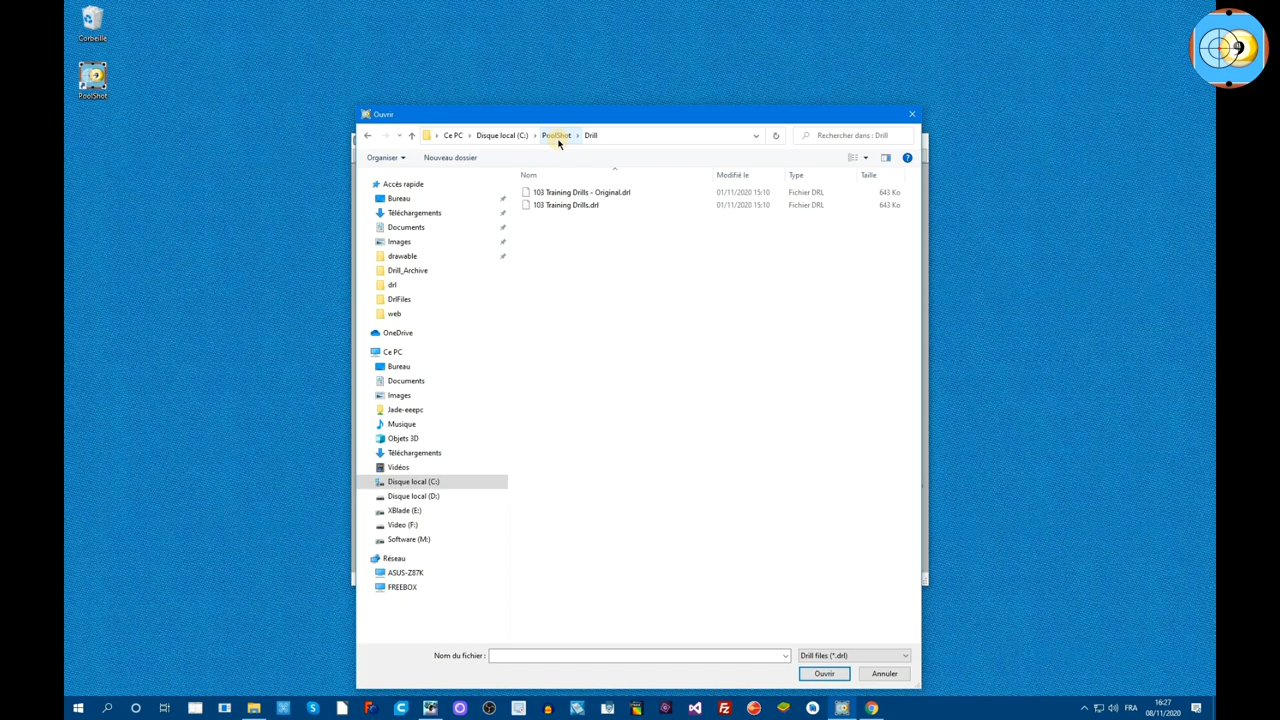 Corbeille
PoolShot
Ouvrir
Ce PC > Disque local (C:) > PoolShot > Drill
Rechercher dans : Drill
Organiser
Nouveau dossier
Nom
Modifié le
Type
Taille
103 Training Drills - Original.drl
01/11/2020 15:10
Fichier DRL
643 Ko
103 Training Drills.drl
01/11/2020 15:10
Fichier DRL
643 Ko
Accès rapide
Bureau
Téléchargements
Documents
Images
drawable
Drill_Archive
drl
DrlFiles
web
OneDrive
Ce PC
Bureau
Documents
Images
Jade-eeepc
Musique
Objets 3D
Téléchargements
Vidéos
Disque local (C:)
Disque local (D:)
XBlade (E:)
Video (F:)
Software (M:)
Réseau
ASUS-Z87K
FREEBOX
Nom du fichier :
Drill files (*.drl)
Ouvrir
Annuler
FRA
16:27
08/11/2020